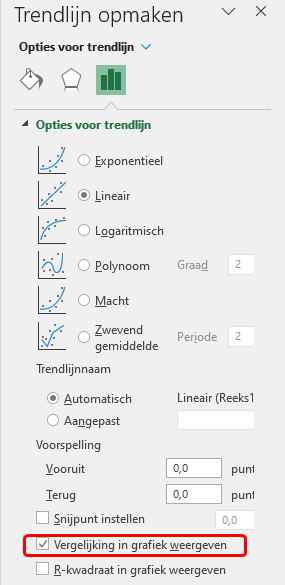 Trendlijn opmaken
Opties voor trendlijn
Opties voor trendlijn
Exponentieel
Lineair
Logaritmisch
Polynoom Graad 2
Macht
Zwevend gemiddelde Periode 2
Trendlijnnaam
Automatisch Lineair (Reeks1
Aangepast
Voorspelling
Vooruit 0,0 punt
Terug 0,0 punt
Snijpunt instellen 0,0
Vergelijking in grafiek weergeven
R-kwadraat in grafiek weergeven